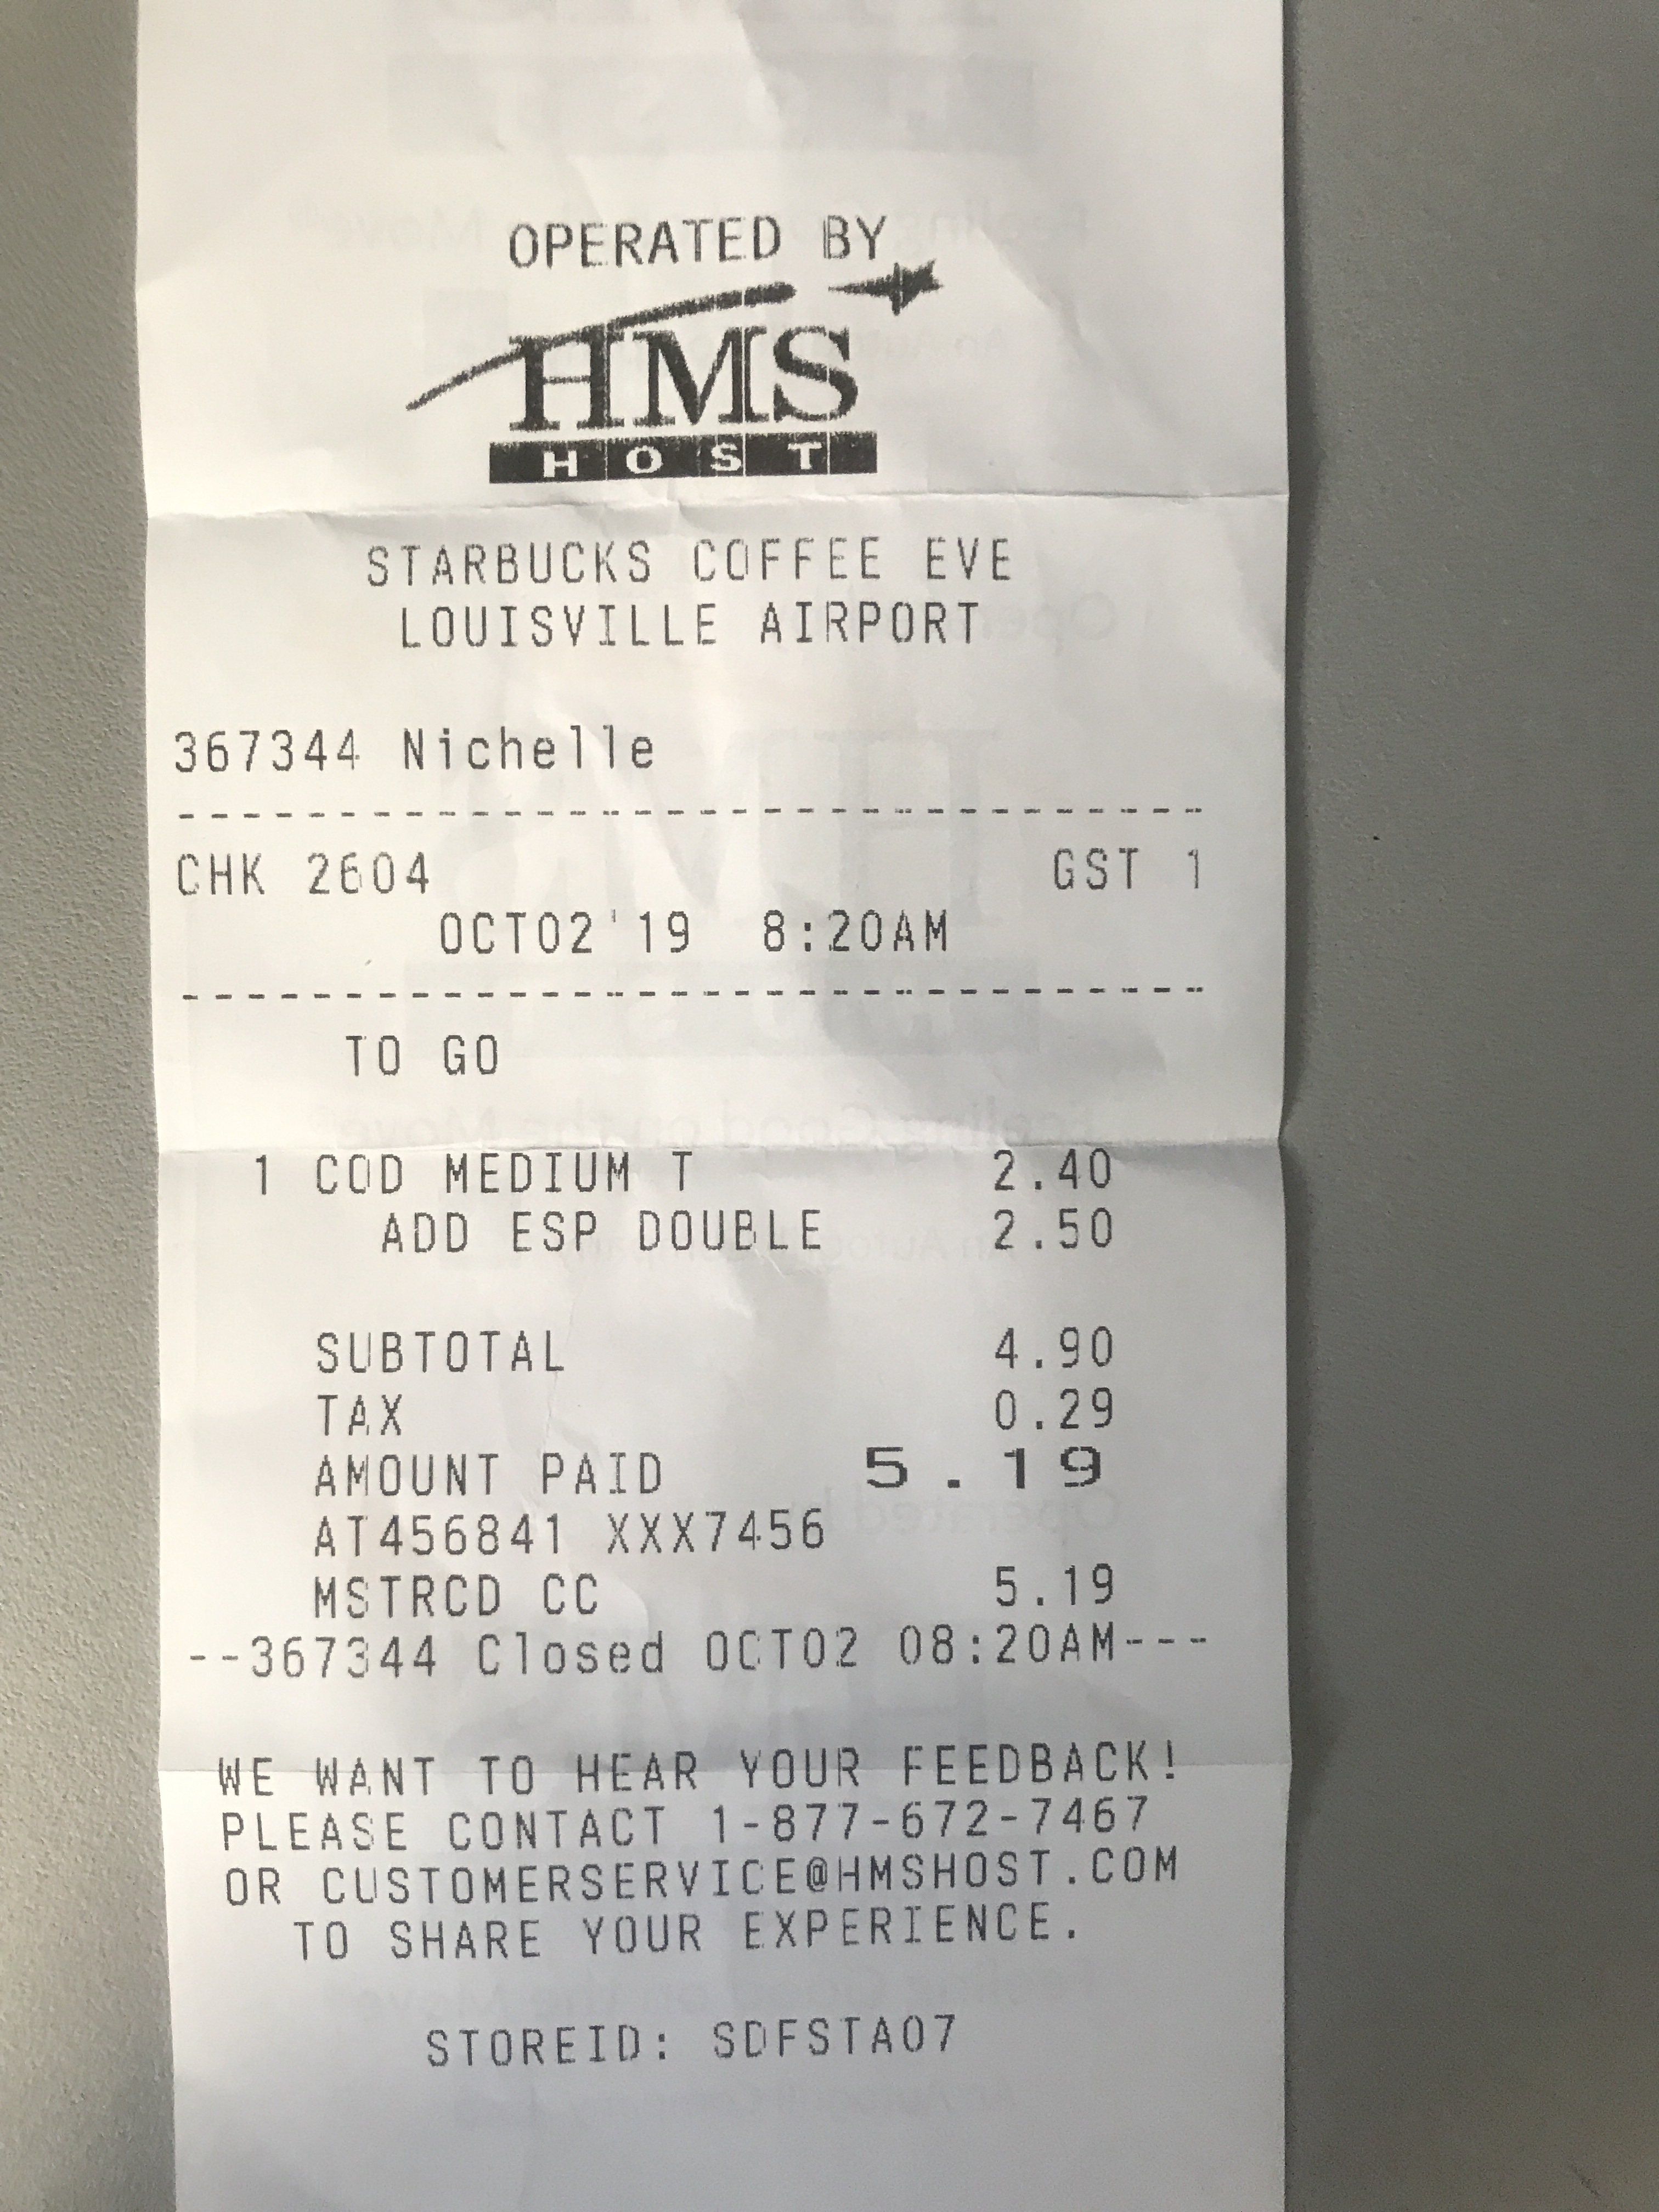 OPERATED BY
HMS
HOST
STARBUCKS COFFEE EVE
LOUISVILLE AIRPORT
367344 Nichelle
--------------------------------
CHK 2604 GST 1
OCT02'19 8:20AM
--------------------------------
TO GO
1 COD MEDIUM T 2.40
ADD ESP DOUBLE 2.50
SUBTOTAL 4.90
TAX 0.29
AMOUNT PAID 5.19
AT456841 XXX7456
MSTRCD CC 5.19
--367344 Closed OCT02 08:20AM---
WE WANT TO HEAR YOUR FEEDBACK!
PLEASE CONTACT 1-877-672-7467
OR CUSTOMERSERVICE@HMSHOST.COM
TO SHARE YOUR EXPERIENCE.
STOREID: SDFSTA07